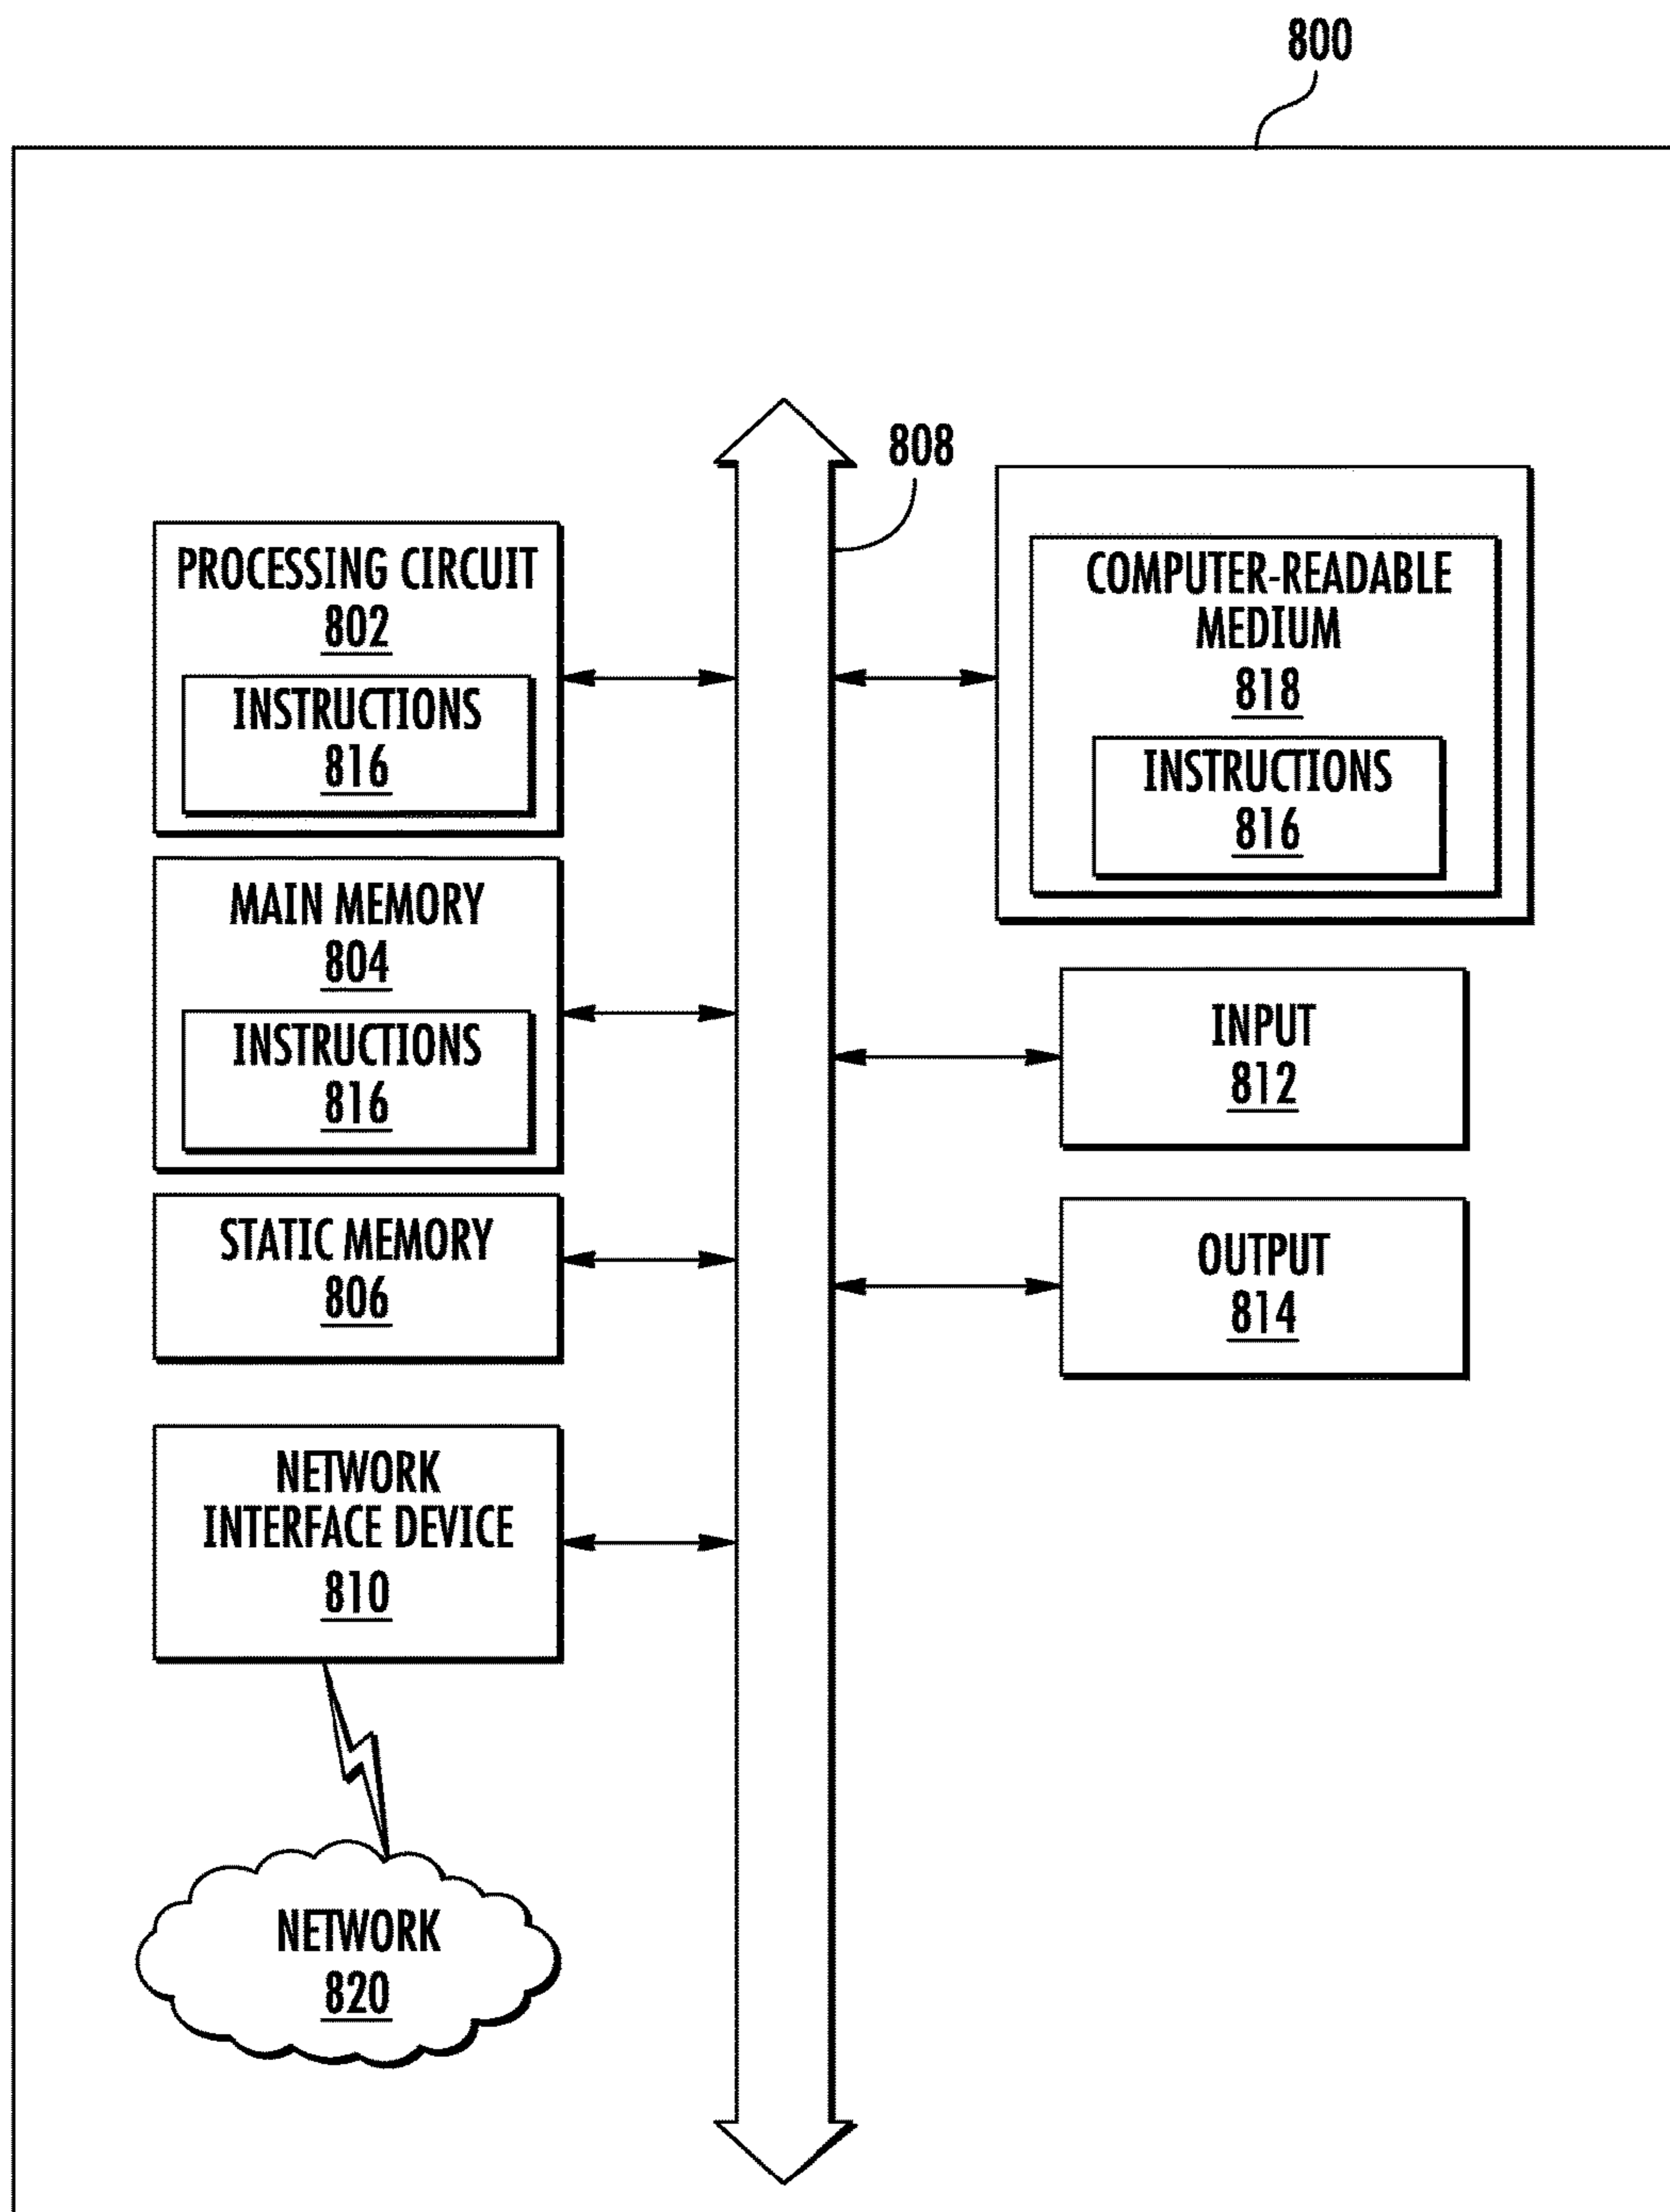 800
808
PROCESSING CIRCUIT
802
INSTRUCTIONS
816
MAIN MEMORY
804
INSTRUCTIONS
816
STATIC MEMORY
806
NETWORK
INTERFACE DEVICE
810
NETWORK
820
COMPUTER-READABLE
MEDIUM
818
INSTRUCTIONS
816
INPUT
812
OUTPUT
814